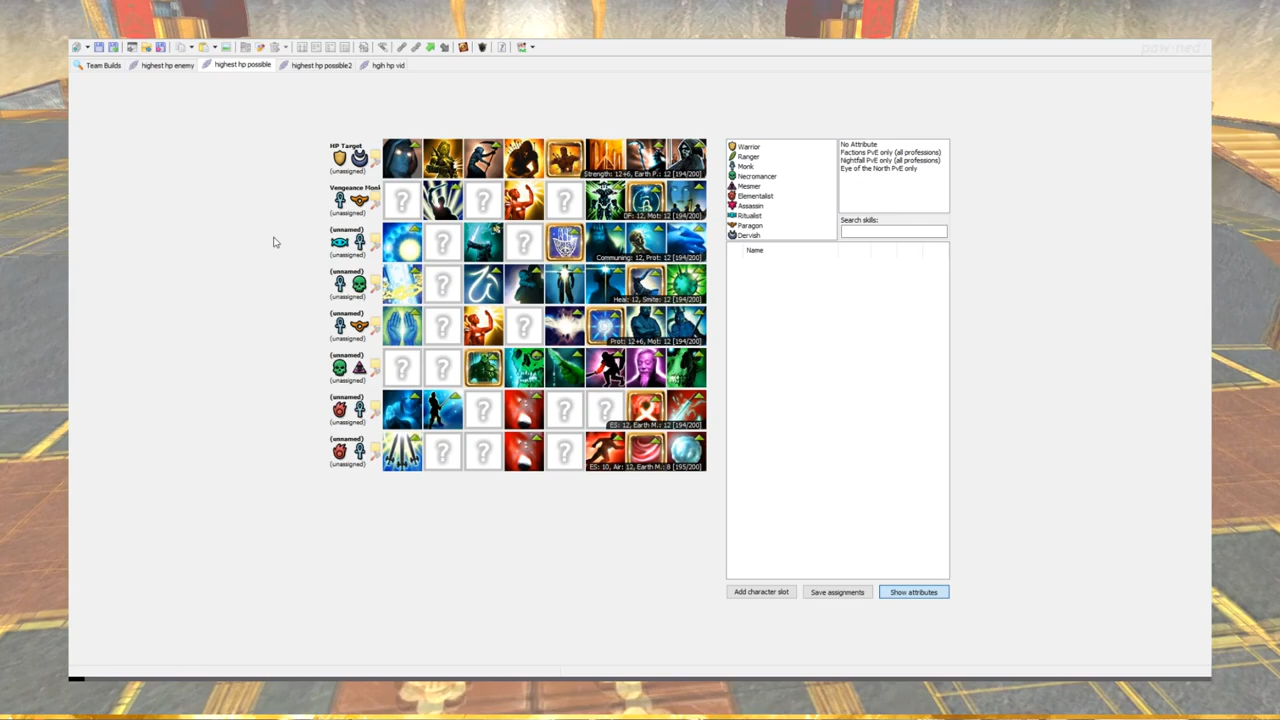 paw·ned²
Team Builds
highest hp enemy
highest hp possible
highest hp possible2
hgih hp vid
HP Target
(unassigned)
Strength: 12+6, Earth P.: 12 [194/200]
Vengeance Monk
(unassigned)
DF: 12, Mot: 12 [194/200]
(unnamed)
(unassigned)
Communing: 12, Prot: 12 [194/200]
(unnamed)
(unassigned)
Heal: 12, Smite: 12 [194/200]
(unnamed)
(unassigned)
Prot: 12+6, Mot: 12 [194/200]
(unnamed)
(unassigned)
(unnamed)
(unassigned)
ES: 12, Earth M.: 12 [194/200]
(unnamed)
(unassigned)
ES: 10, Air: 12, Earth M.: 8 [195/200]
Warrior
Ranger
Monk
Necromancer
Mesmer
Elementalist
Assassin
Ritualist
Paragon
Dervish
No Attribute
Factions PvE only (all professions)
Nightfall PvE only (all professions)
Eye of the North PvE only
Search skills:
Name
Add character slot
Save assignments
Show attributes